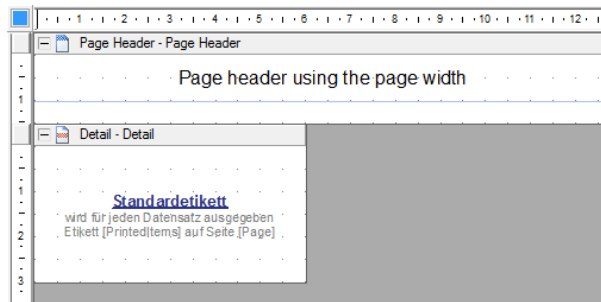 1 2 3 4 5 6 7 8 9 10 11 12
Page Header - Page Header
Page header using the page width
1
Detail - Detail
1
Standardetikett
wird für jeden Datensatz ausgegeben
2
Etikett [PrintedItems] auf Seite [Page]
3